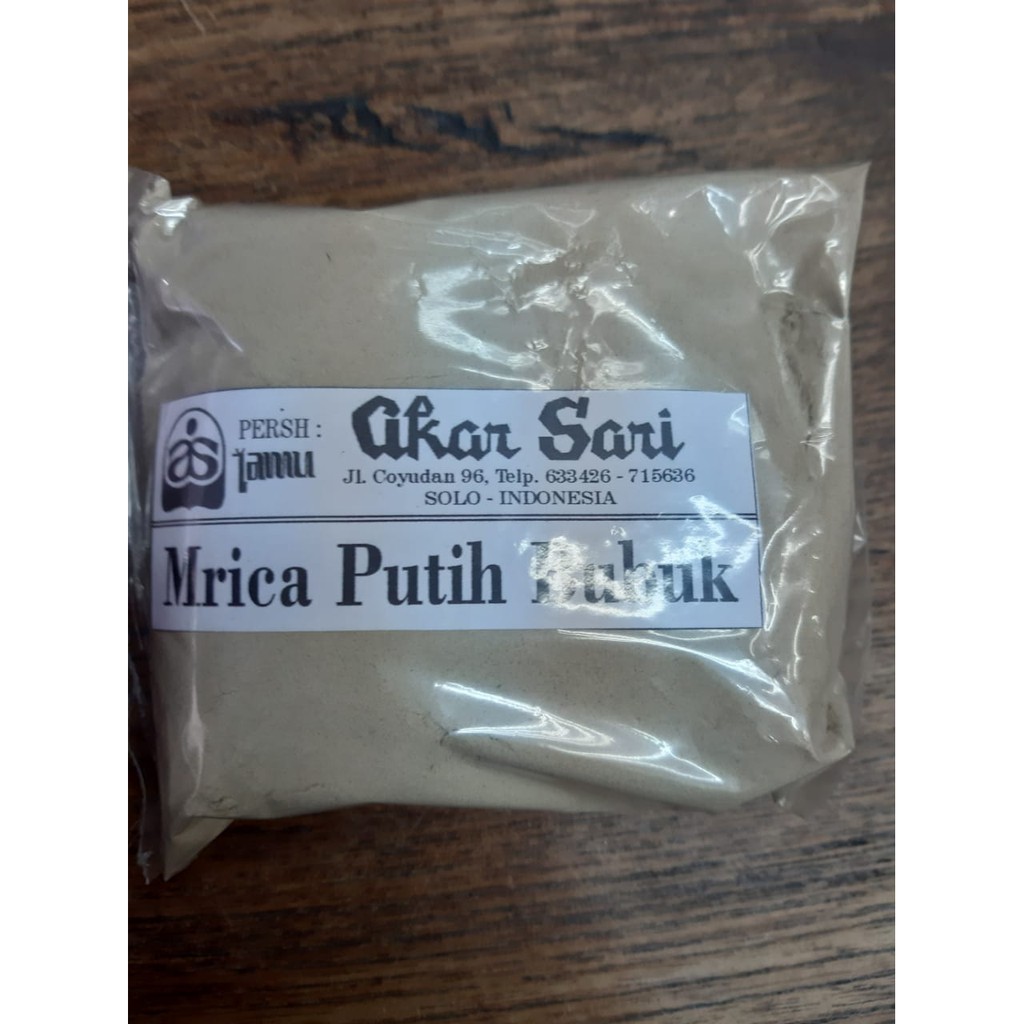 as
PERSH :
Jamu
Akar Sari
Jl. Coyudan 96, Telp. 633426 - 715636
SOLO - INDONESIA
Mrica Putih Bubuk